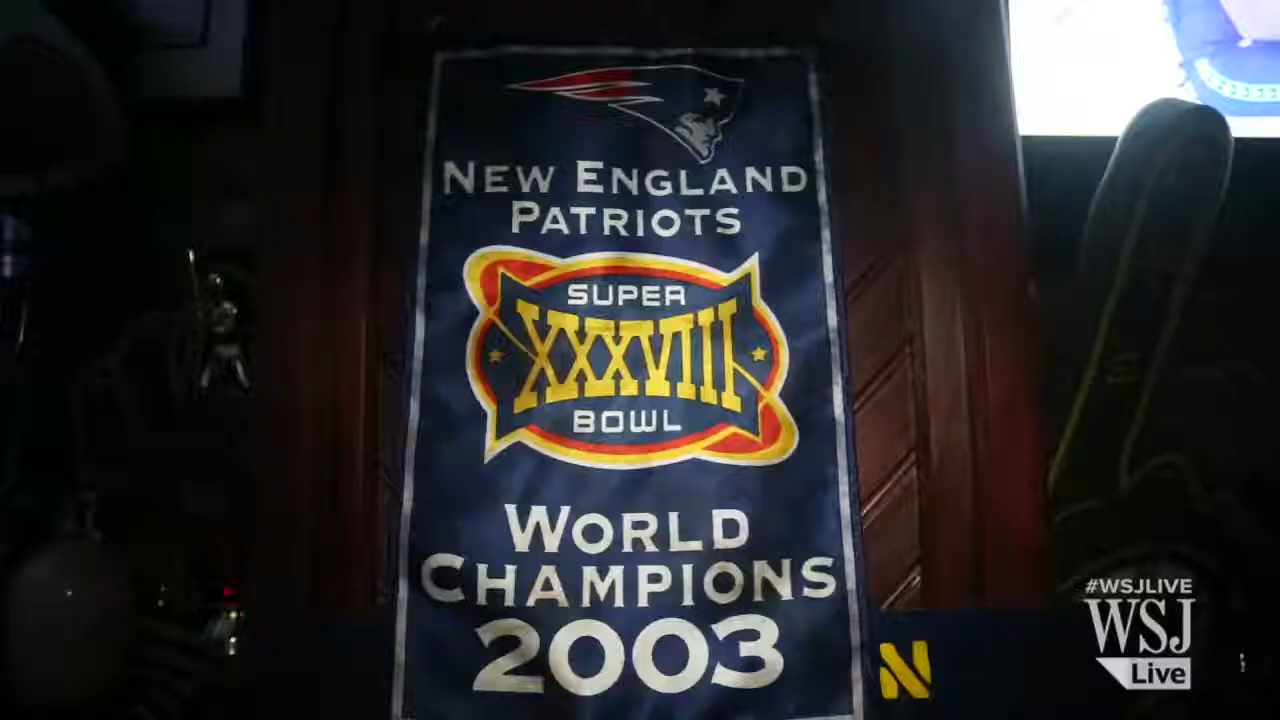 NEW ENGLAND
PATRIOTS
SUPER
XXXVIII
BOWL
WORLD
CHAMPIONS
2003
N
#WSJLIVE
WSJ
Live